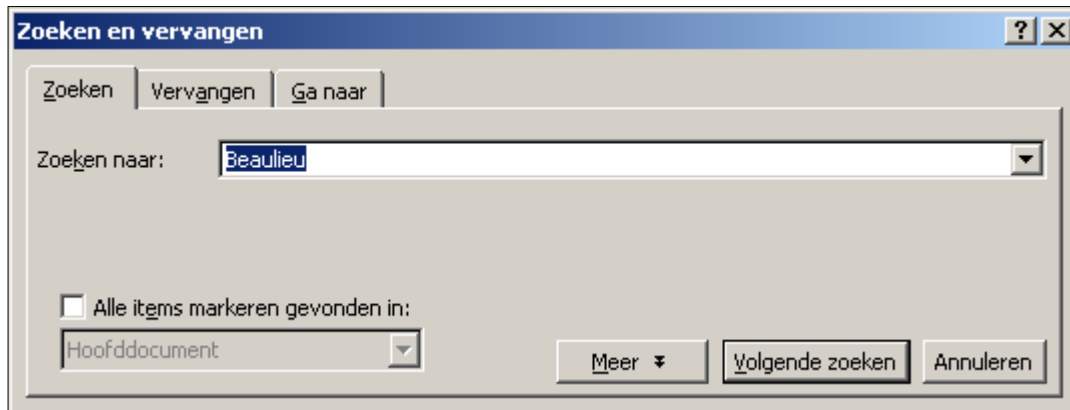 Zoeken en vervangen
Zoeken Vervangen Ga naar
Zoeken naar: Beaulieu
Alle items markeren gevonden in:
Hoofddocument
Meer Volgende zoeken Annuleren